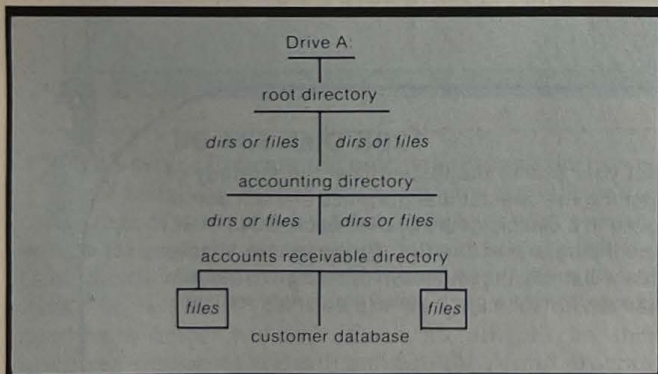 Drive A:
root directory
dirs or files dirs or files
accounting directory
dirs or files dirs or files
accounts receivable directory
files files
customer database